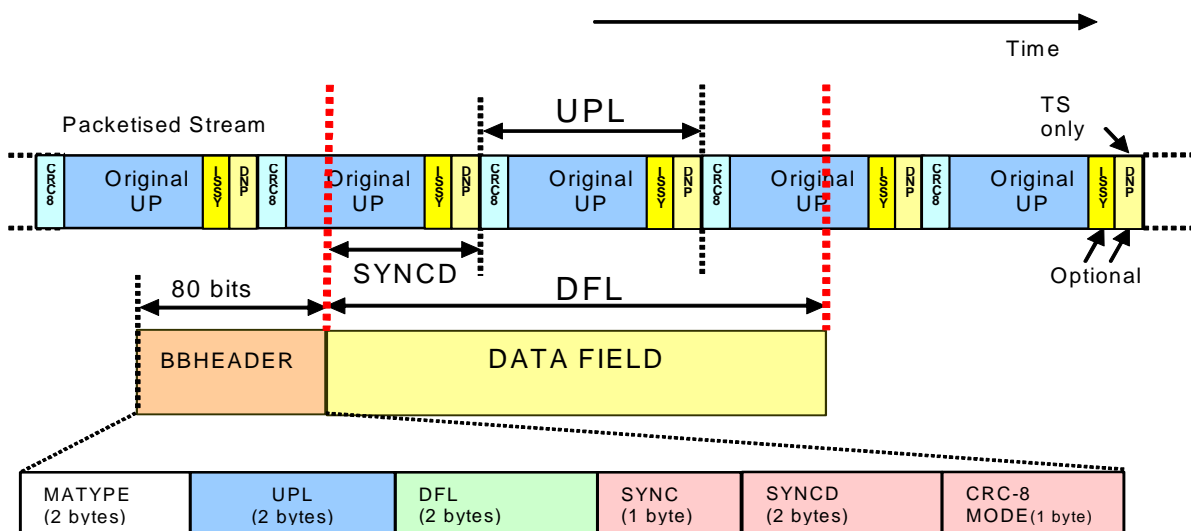 Time
UPL
TS
only
Packetised Stream
CRC8
Original
UP
ISSY
DNP
CRC8
Original
UP
ISSY
DNP
CRC8
Original
UP
ISSY
DNP
CRC8
Original
UP
ISSY
DNP
CRC8
Original
UP
ISSY
DNP
SYNCD
Optional
80 bits
DFL
BBHEADER
DATA FIELD
MATYPE
(2 bytes)
UPL
(2 bytes)
DFL
(2 bytes)
SYNC
(1 byte)
SYNCD
(2 bytes)
CRC-8
MODE(1 byte)